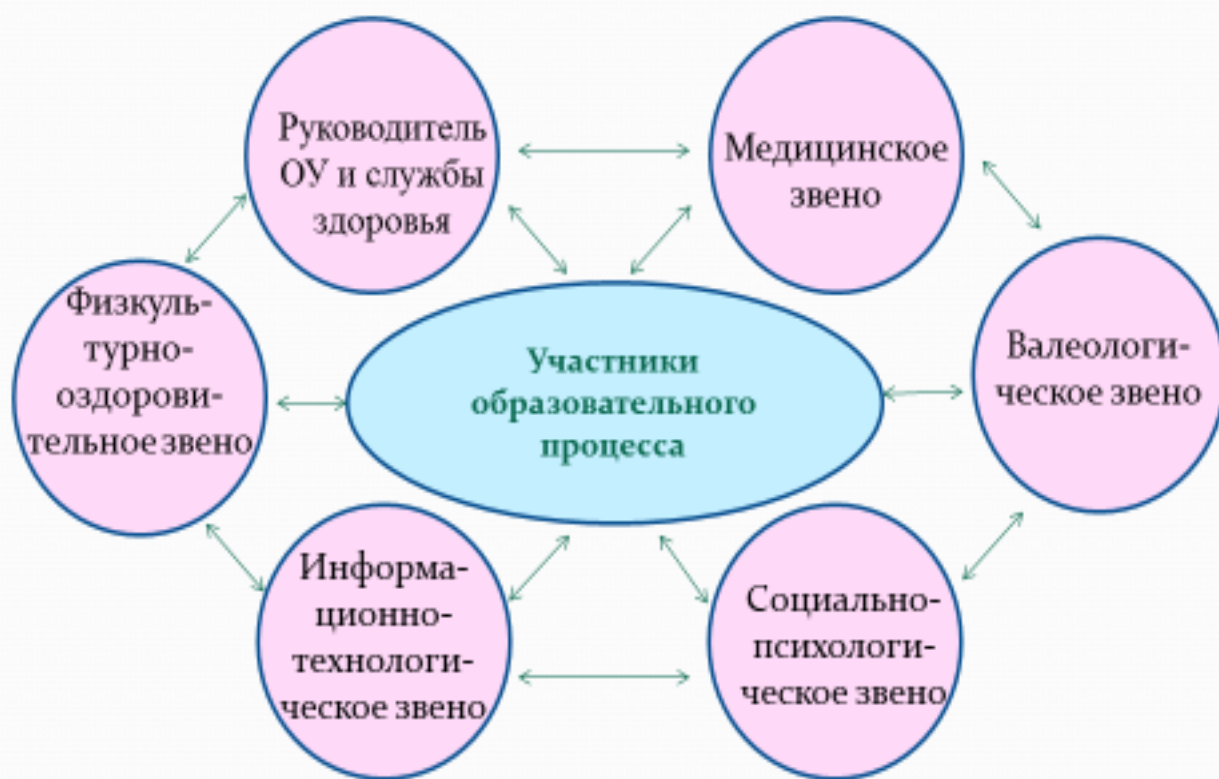 Руководитель
ОУ и службы
здоровья
Медицинское
звено
Физкуль-
турно-
оздорови-
тельное звено
Участники
образовательного
процесса
Валеологи-
ческое звено
Информа-
ционно-
технологи-
ческое звено
Социально-
психологи-
ческое звено